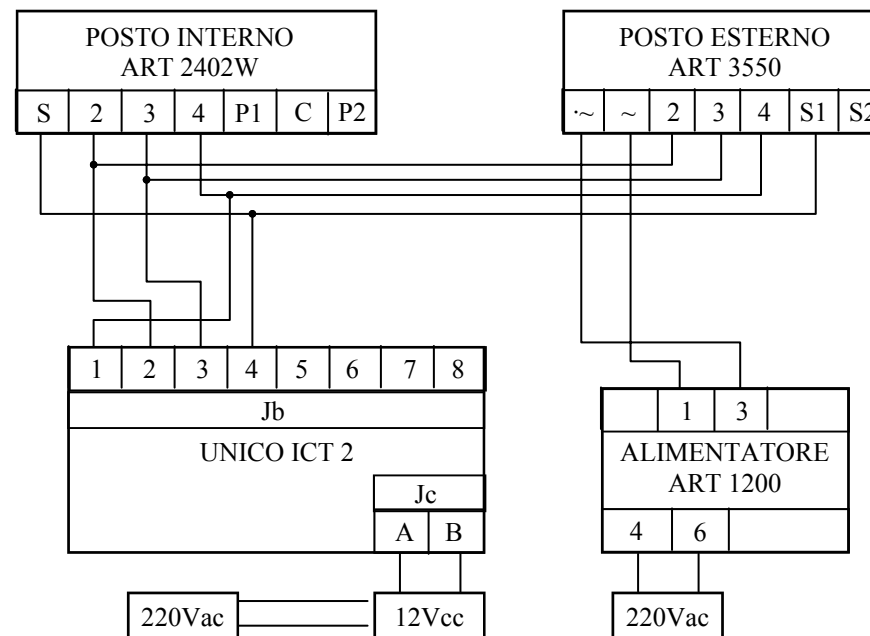 POSTO INTERNO
ART 2402W
S 2 3 4 P1 C P2
POSTO ESTERNO
ART 3550
·~ ~ 2 3 4 S1 S2
1 2 3 4 5 6 7 8
Jb
UNICO ICT 2
Jc
A B
220Vac
12Vcc
1 3
ALIMENTATORE
ART 1200
4 6
220Vac